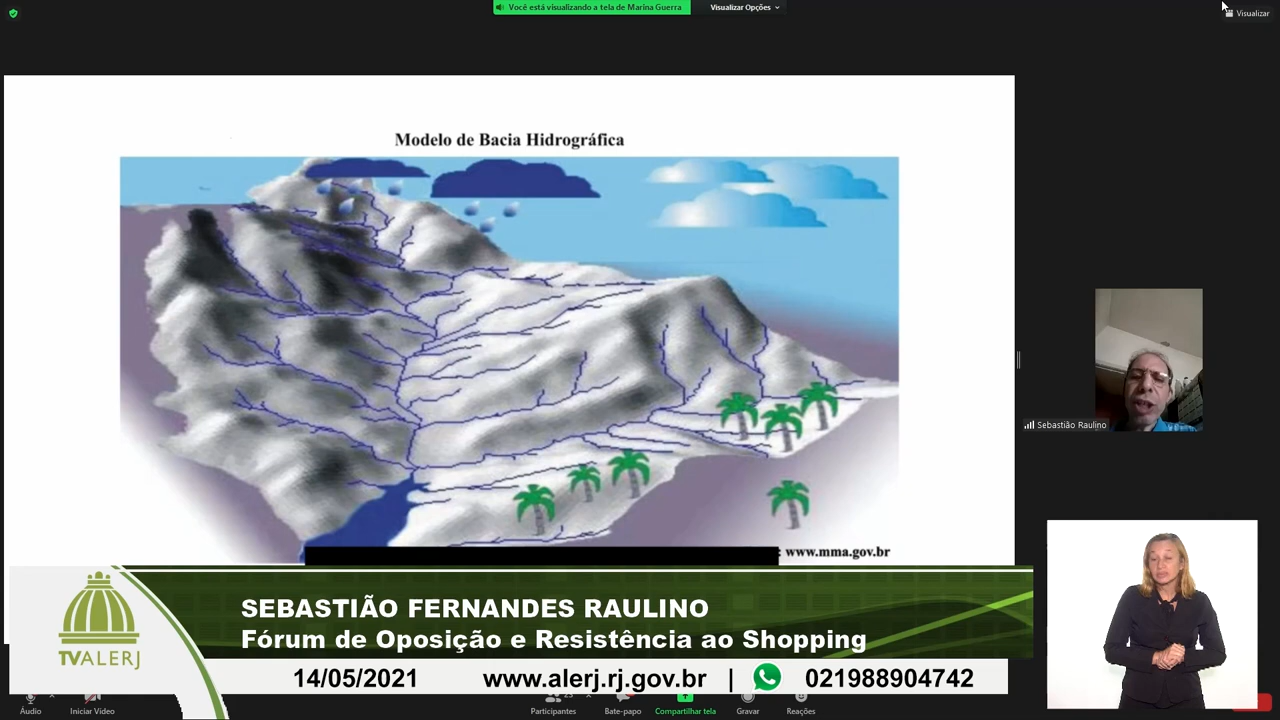 Você está visualizando a tela de Marina Guerra
Visualizar Opções
Visualizar
Modelo de Bacia Hidrográfica
Sebastião Raulino
: www.mma.gov.br
SEBASTIÃO FERNANDES RAULINO
Fórum de Oposição e Resistência ao Shopping
TVALERJ
14/05/2021 www.alerj.rj.gov.br | 021988904742
Áudio
Iniciar Vídeo
Participantes
Bate-papo
Compartilhar tela
Gravar
Reações